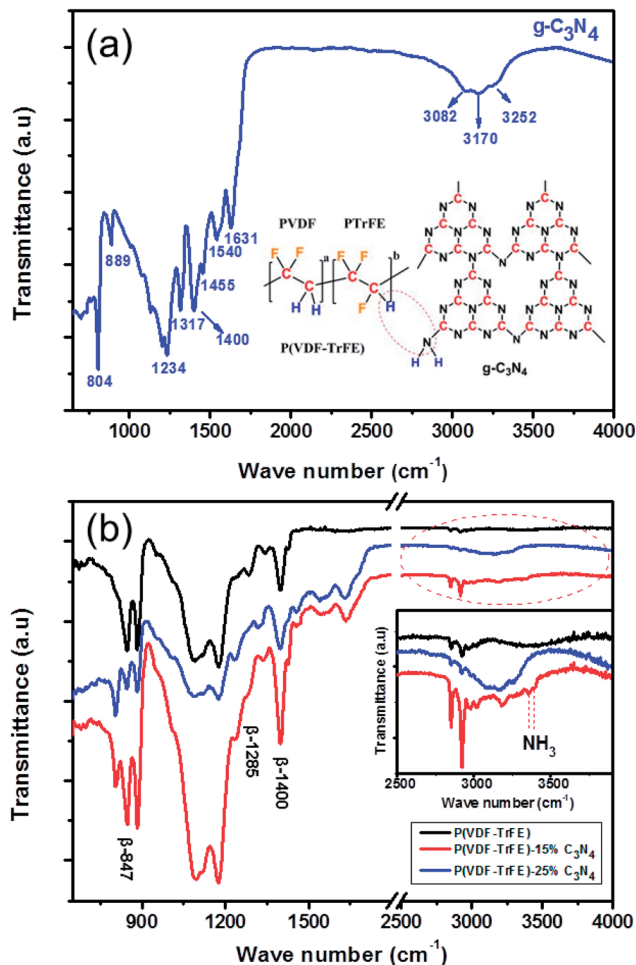 (a)
g-C3N4
Transmittance (a.u)
3082
3170
3252
889
804
1234
1317
1400
1455
1540
1631
PVDF
PTrFE
F F
F F
a
b
C C C C
H H F H
P(VDF-TrFE)
N
H H
g-C3N4
1000 1500 2000 2500 3000 3500 4000
Wave number (cm-1)
(b)
Transmittance (a.u)
β-847
β-1285
β-1400
Transmittance (a.u)
NH3
2500 3000 3500
Wave number (cm-1)
P(VDF-TrFE)
P(VDF-TrFE)-15% C3N4
P(VDF-TrFE)-25% C3N4
900 1200 1500 2500 3000 3500 4000
Wave number (cm-1)